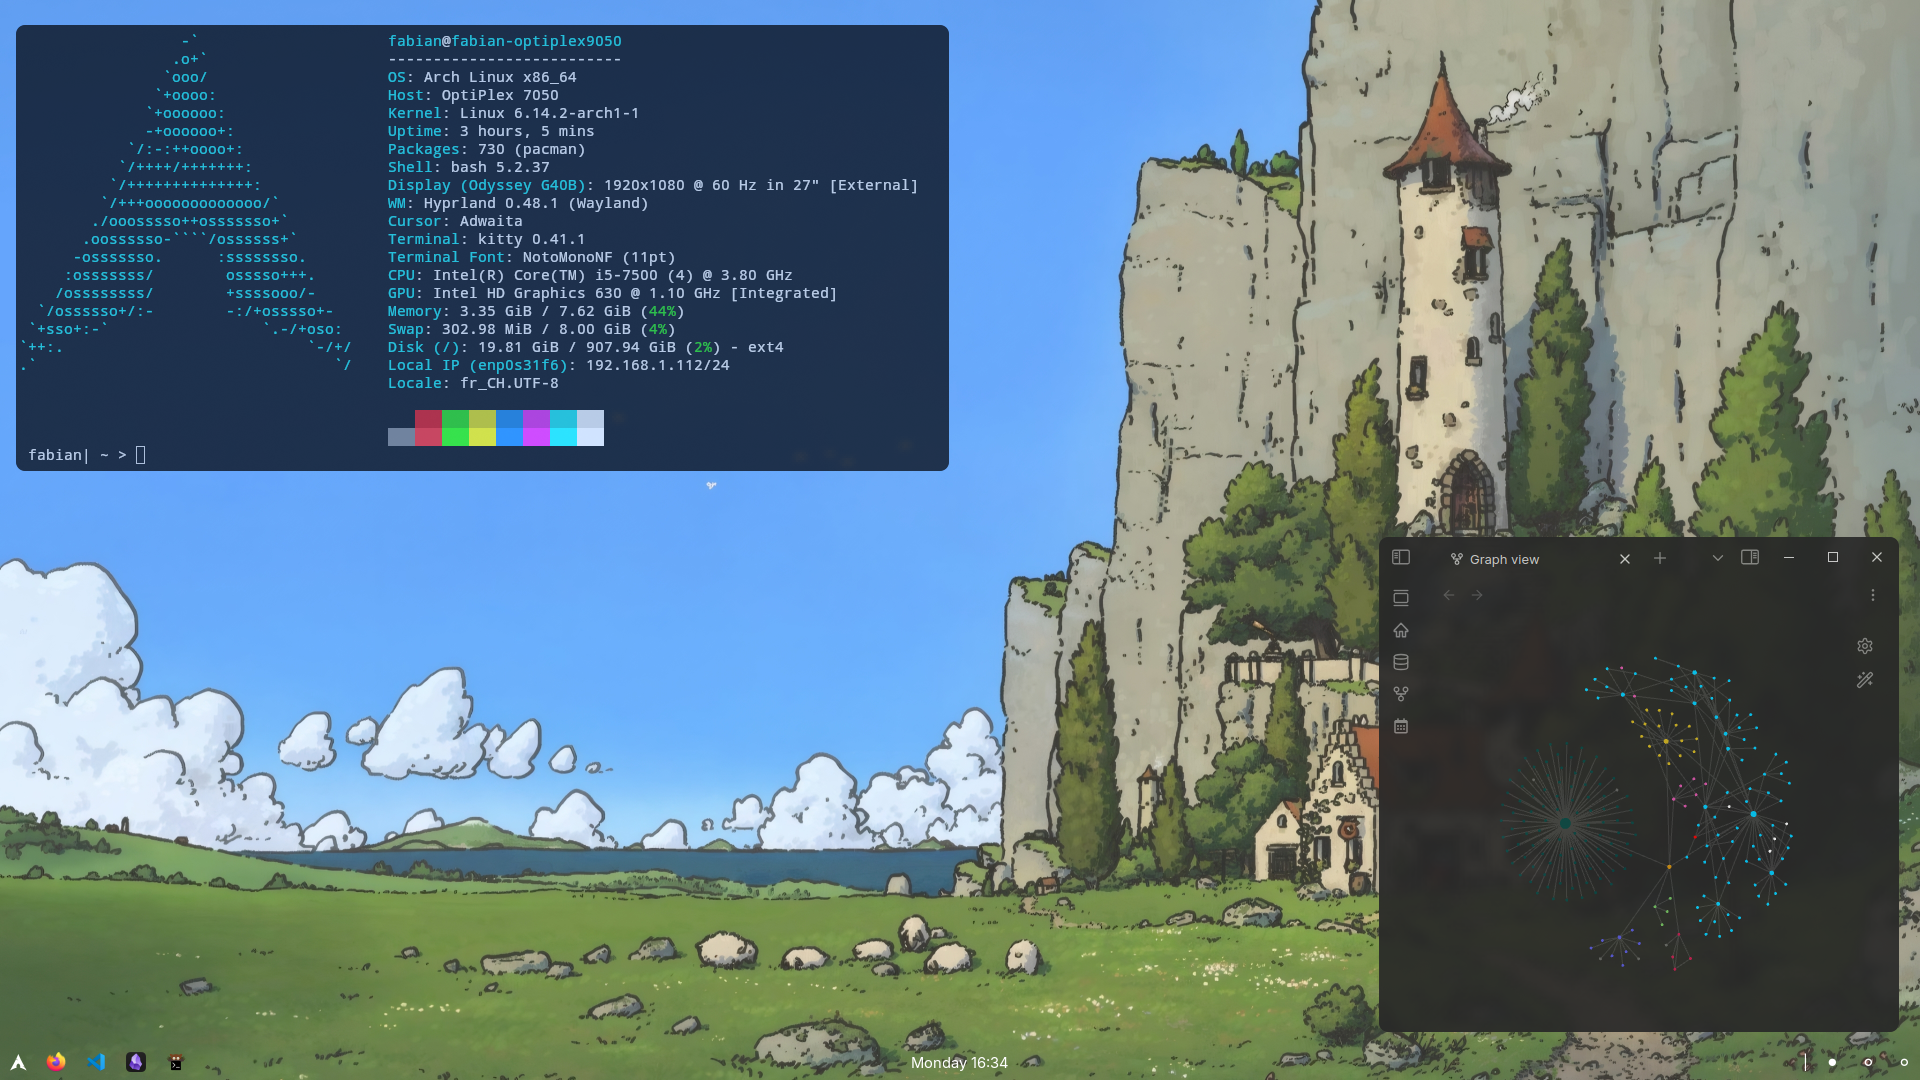 fabian@fabian-optiplex9050
--------------------------
OS: Arch Linux x86_64
Host: OptiPlex 7050
Kernel: Linux 6.14.2-arch1-1
Uptime: 3 hours, 5 mins
Packages: 730 (pacman)
Shell: bash 5.2.37
Display (Odyssey G40B): 1920x1080 @ 60 Hz in 27" [External]
WM: Hyprland 0.48.1 (Wayland)
Cursor: Adwaita
Terminal: kitty 0.41.1
Terminal Font: NotoMonoNF (11pt)
CPU: Intel(R) Core(TM) i5-7500 (4) @ 3.80 GHz
GPU: Intel HD Graphics 630 @ 1.10 GHz [Integrated]
Memory: 3.35 GiB / 7.62 GiB (44%)
Swap: 302.98 MiB / 8.00 GiB (4%)
Disk (/): 19.81 GiB / 907.94 GiB (2%) - ext4
Local IP (enp0s31f6): 192.168.1.112/24
Locale: fr_CH.UTF-8
fabian| ~ >
Graph view
Monday 16:34